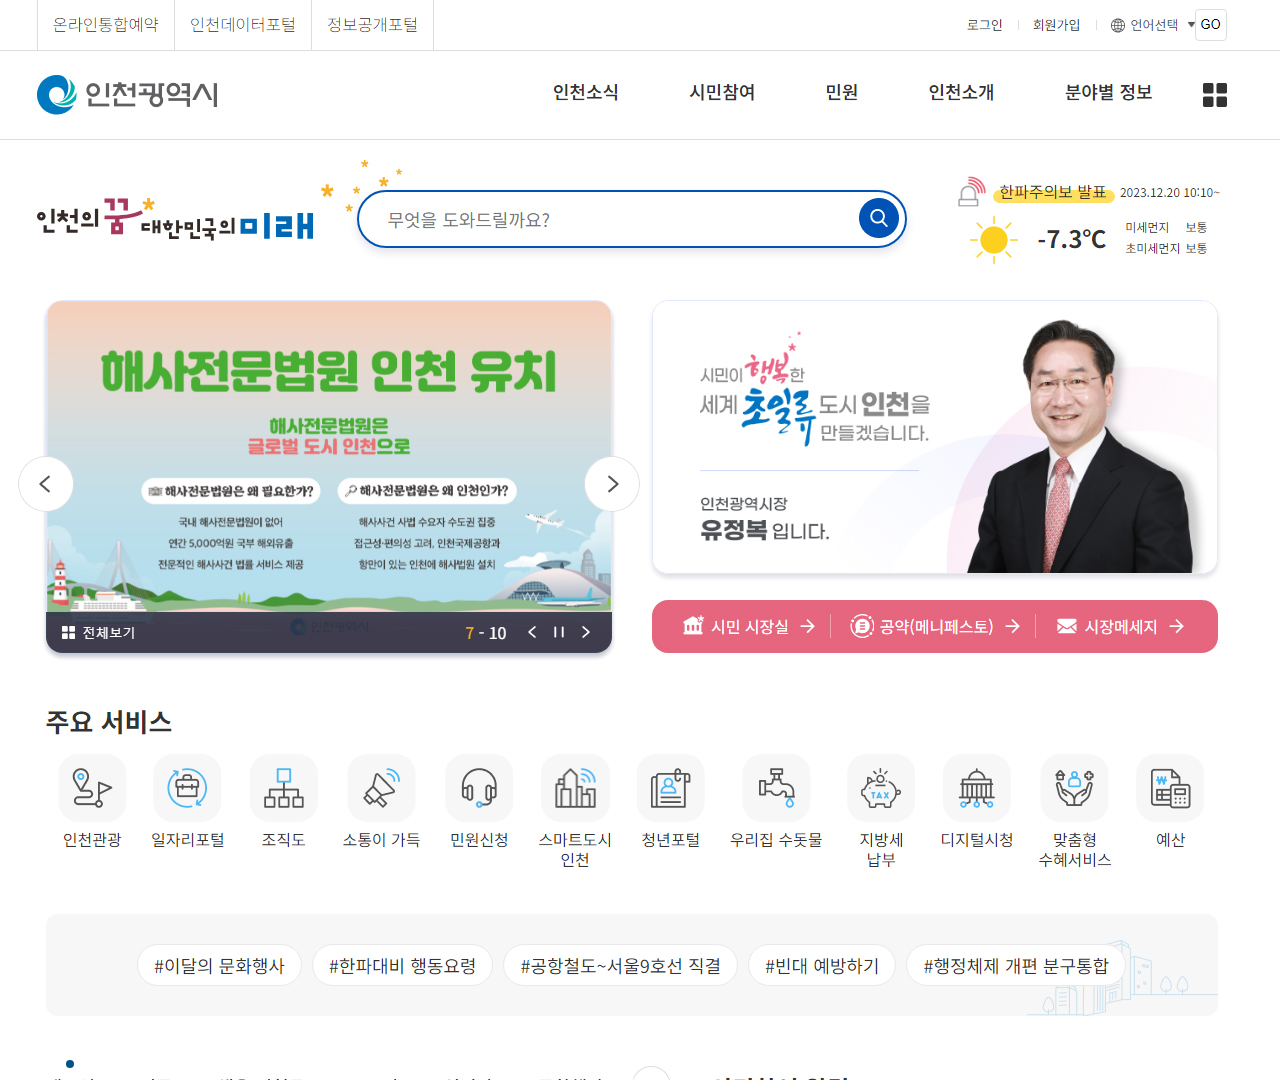 온라인통합예약 인천데이터포털 정보공개포털 로그인 회원가입 언어선택 GO
인천광역시 인천소식 시민참여 민원 인천소개 분야별 정보
인천의 꿈 대한민국의 미래
무엇을 도와드릴까요?
한파주의보 발표 2023.12.20 10:10~
-7.3℃ 미세먼지 보통
초미세먼지 보통
해사전문법원 인천 유치
해사전문법원은
글로벌 도시 인천으로
해사전문법원은 왜 필요한가? 해사전문법원은 왜 인천인가?
국내 해사전문법원이 없어 해사사건 사법 수요자 수도권 집중
연간 5,000억원 국부 해외유출 접근성·편의성 고려, 인천국제공항과
전문적인 해사사건 법률 서비스 제공 항만이 있는 인천에 해사법원 설치
전체보기 7 - 10
시민이 행복한
세계 초일류 도시 인천을
만들겠습니다.
인천광역시장
유정복 입니다.
시민 시장실 공약(메니페스토) 시장메세지
주요 서비스
TAX
인천관광 일자리포털 조직도 소통이 가득 민원신청 스마트도시 인천 청년포털 우리집 수돗물 지방세 납부 디지털시청 맞춤형 수혜서비스 예산
#이달의 문화행사 #한파대비 행동요령 #공항철도~서울9호선 직결 #빈대 예방하기 #행정체제 개편 분구통합